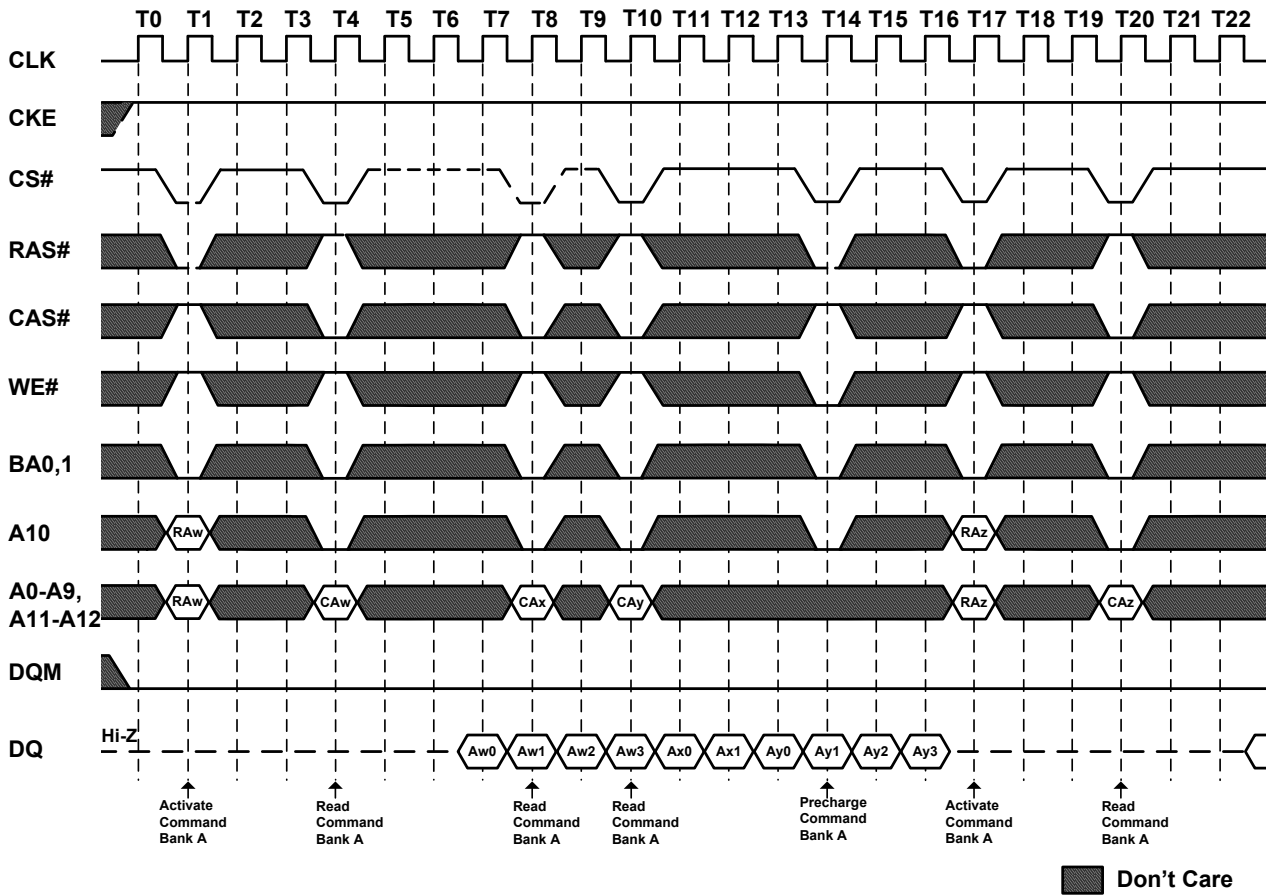 T0 T1 T2 T3 T4 T5 T6 T7 T8 T9 T10 T11 T12 T13 T14 T15 T16 T17 T18 T19 T20 T21 T22
CLK
CKE
CS#
RAS#
CAS#
WE#
BA0,1
A10 RAw RAz
A0-A9,
A11-A12 RAw CAw CAx CAy RAz CAz
DQM
DQ Hi-Z Aw0 Aw1 Aw2 Aw3 Ax0 Ax1 Ay0 Ay1 Ay2 Ay3
Activate
Command
Bank A
Read
Command
Bank A
Read
Command
Bank A
Read
Command
Bank A
Precharge
Command
Bank A
Activate
Command
Bank A
Read
Command
Bank A
Don't Care